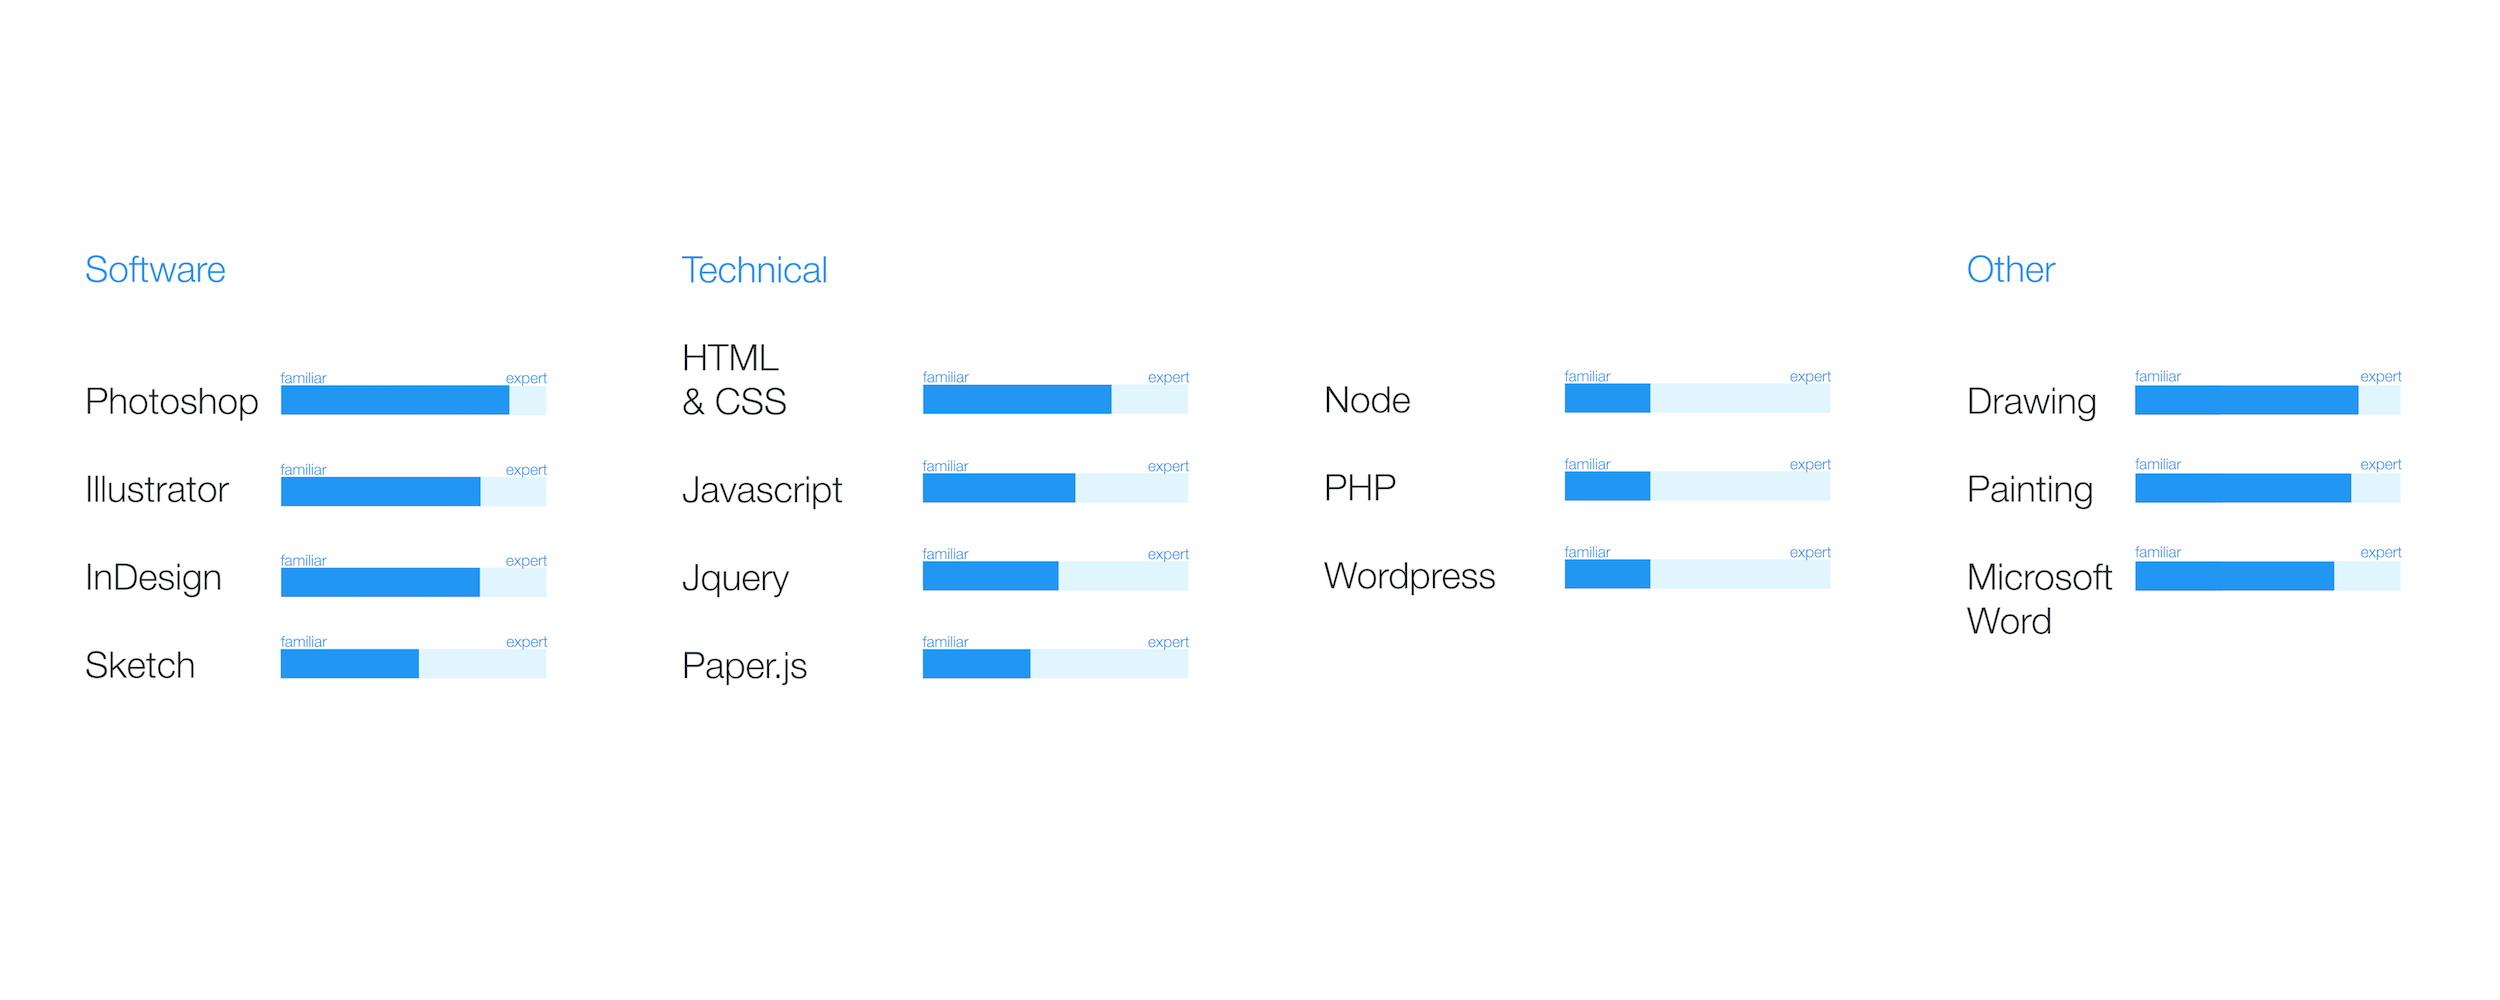 Software
Photoshop
familiar expert
Illustrator
familiar expert
InDesign
familiar expert
Sketch
familiar expert
Technical
HTML
& CSS
familiar expert
Javascript
familiar expert
Jquery
familiar expert
Paper.js
familiar expert
Node
familiar expert
PHP
familiar expert
Wordpress
familiar expert
Other
Drawing
familiar expert
Painting
familiar expert
Microsoft
Word
familiar expert